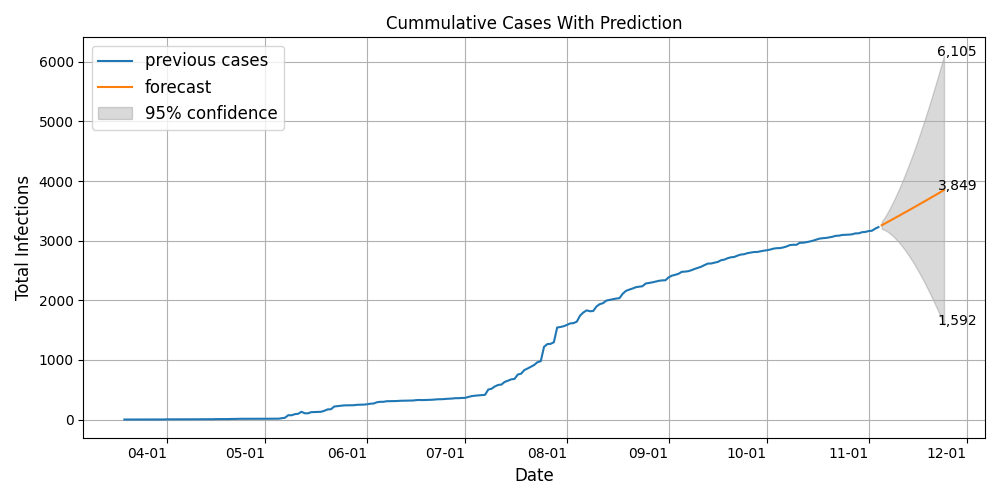 Cummulative Cases With Prediction
previous cases
forecast
95% confidence
6,105
3,849
1,592
Total Infections
6000
5000
4000
3000
2000
1000
0
04-01 05-01 06-01 07-01 08-01 09-01 10-01 11-01 12-01
Date